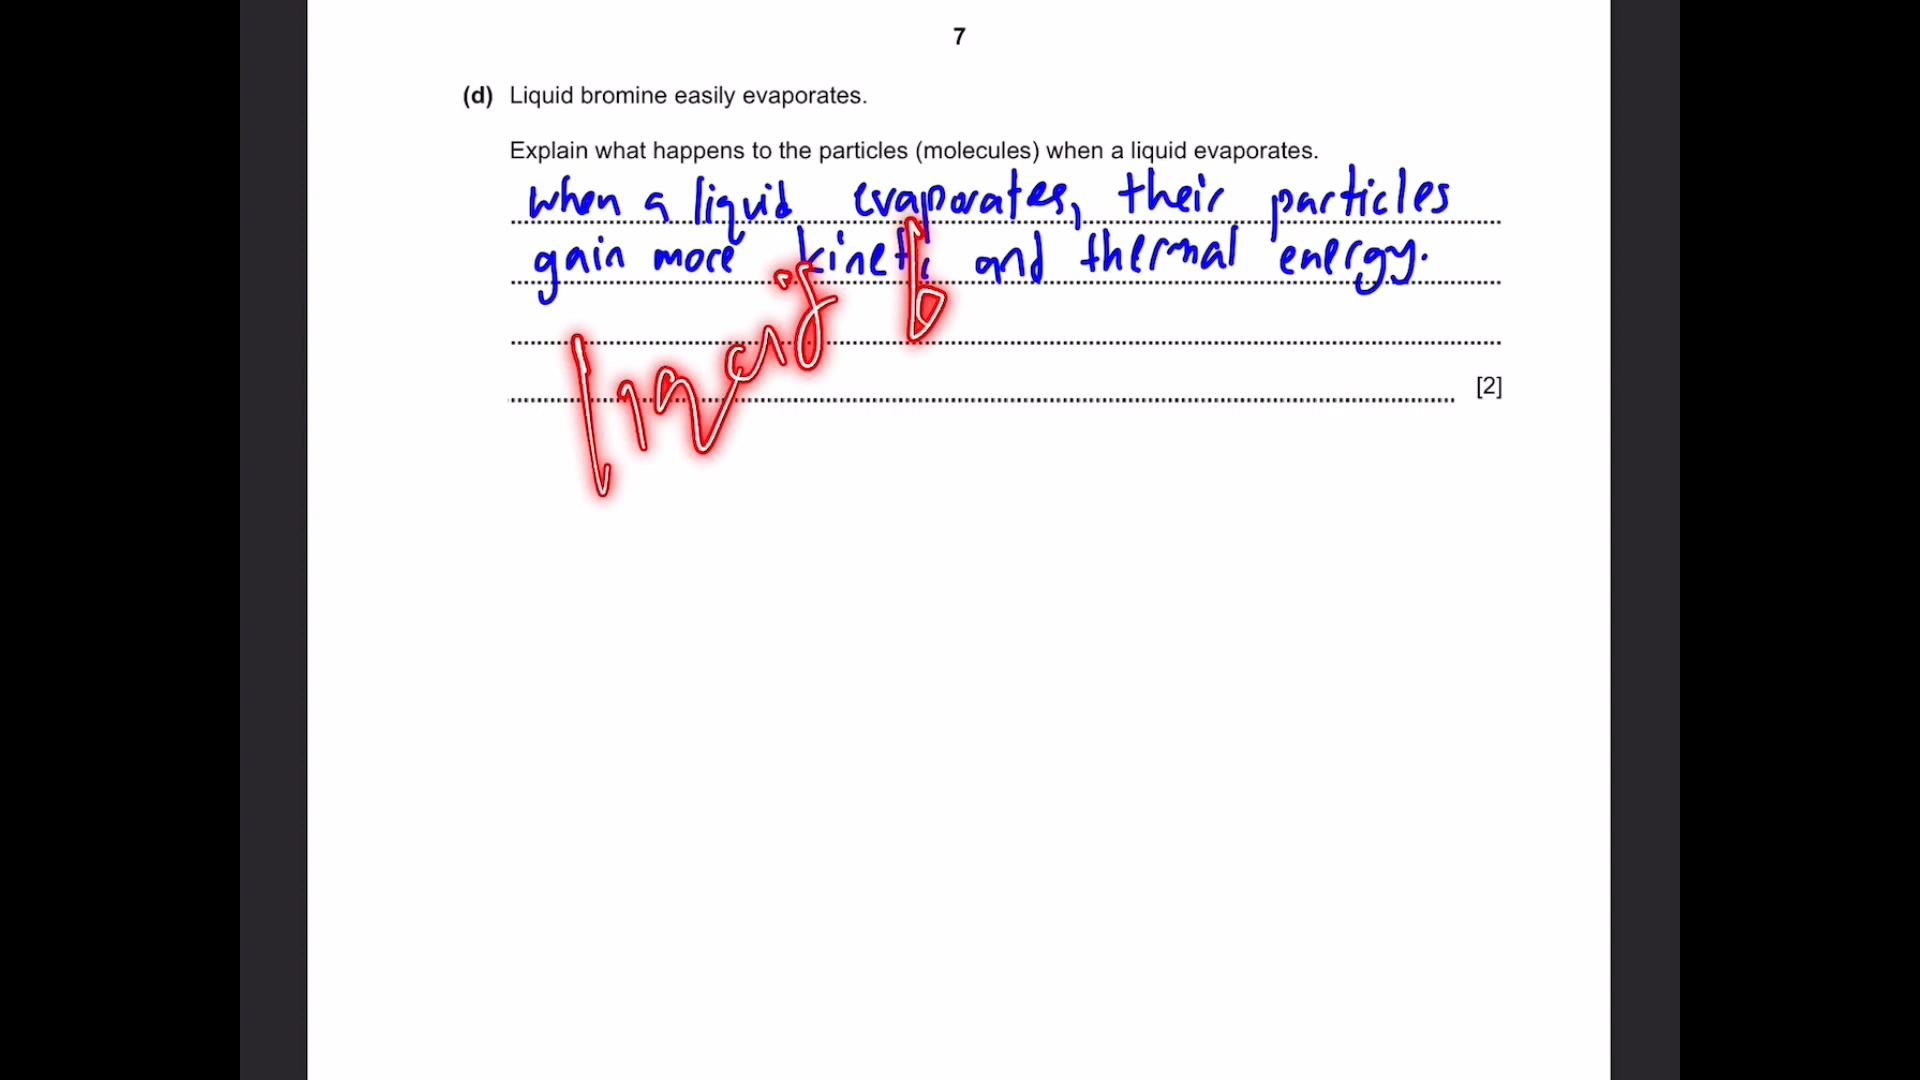 7
(d) Liquid bromine easily evaporates.
Explain what happens to the particles (molecules) when a liquid evaporates.
when a liquid evaporates, their particles
gain more kinetic and thermal energy.
liquid b
[2]